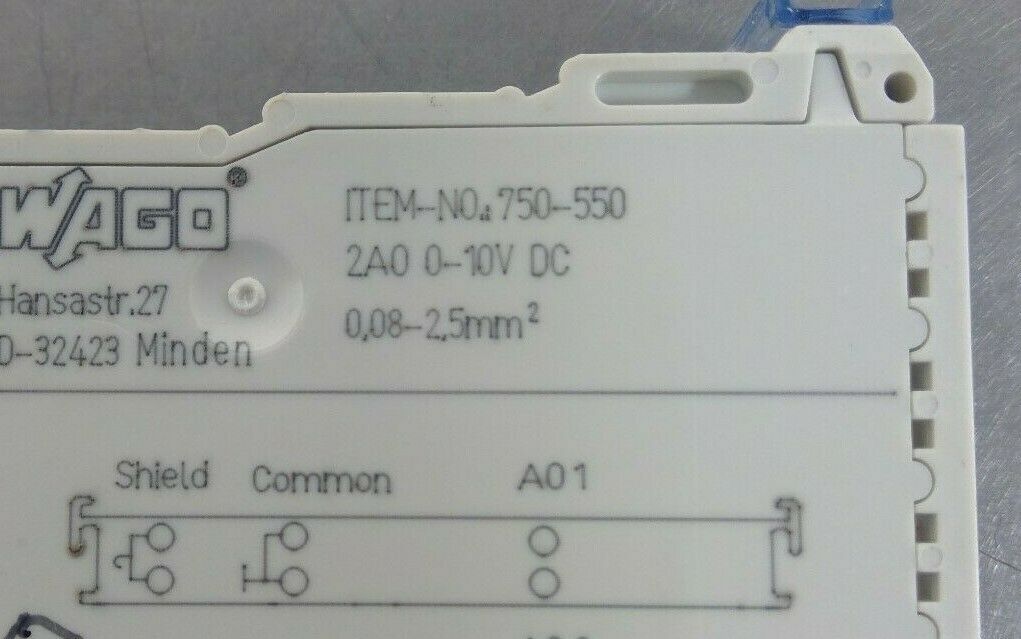 WAGO®
ITEM-NO.: 750-550
2AO 0-10V DC
0,08-2,5mm²
Hansastr.27
D-32423 Minden
Shield Common AO1